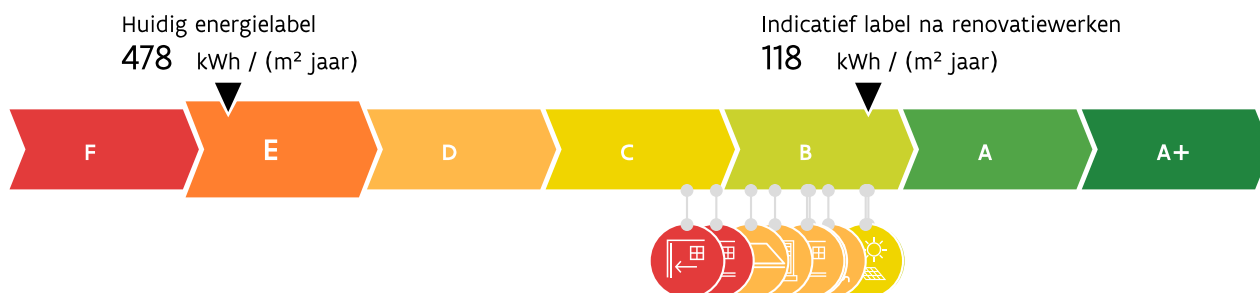 Huidig energielabel
478 kWh / (m² jaar)
Indicatief label na renovatiewerken
118 kWh / (m² jaar)
F E D C B A A+